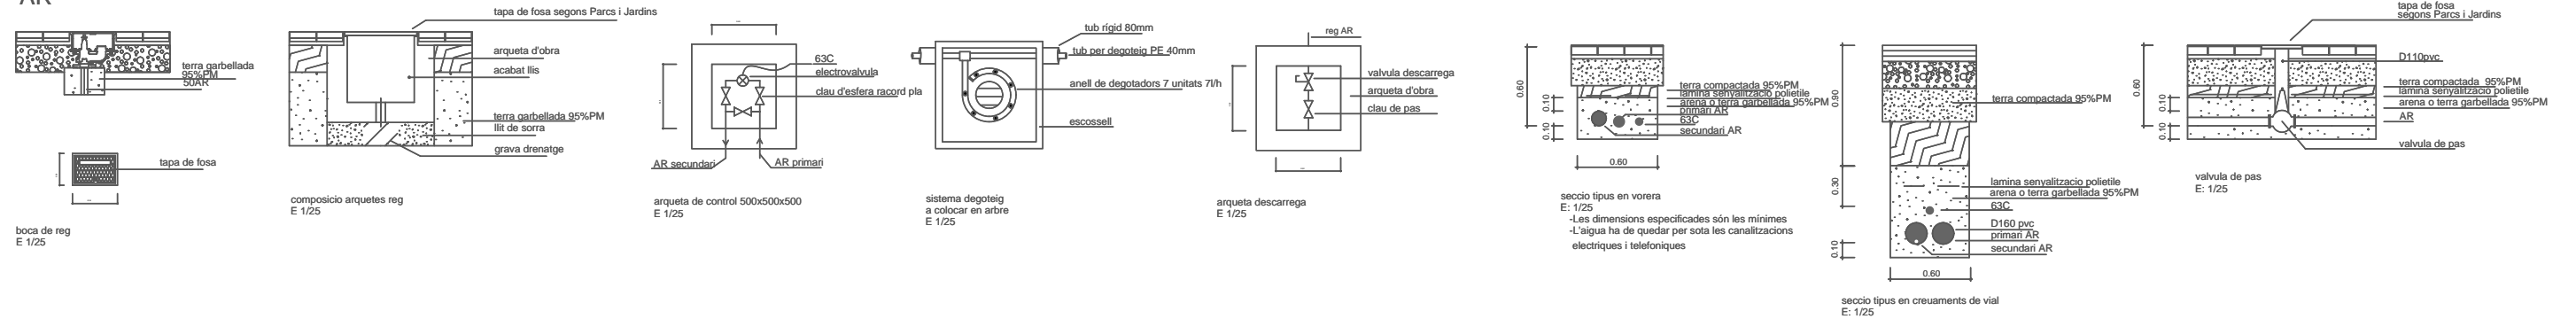 AR
terra garbellada
95%PM
50AR
tapa de fosa
boca de reg
E 1/25
tapa de fosa segons Parcs i Jardins
arqueta d'obra
acabat llis
terra garbellada 95%PM
llit de sorra
grava drenatge
composicio arquetes reg
E 1/25
63C
electrovalvula
clau d'esfera racord pla
AR secundari
AR primari
arqueta de control 500x500x500
E 1/25
tub rígid 80mm
tub per degoteig PE 40mm
anell de degotadors 7 unitats 7l/h
escossell
sistema degoteig
a colocar en arbre
E 1/25
reg AR
valvula descarrega
arqueta d'obra
clau de pas
arqueta descarrega
E 1/25
0.60
0.10
0.10
terra compactada 95%PM
lamina senyalització polietile
arena o terra garbellada 95%PM
primari AR
63C
secundari AR
0.60
seccio tipus en vorera
E: 1/25
-Les dimensions especificades són les mínimes
-L'aigua ha de quedar per sota les canalitzacions
electriques i telefoniques
0.90
0.30
0.10
terra compactada 95%PM
lamina senyalització polietile
arena o terra garbellada 95%PM
63C
D160 pvc
primari AR
secundari AR
0.60
seccio tipus en creuaments de vial
E: 1/25
tapa de fosa
segons Parcs i Jardins
D110pvc
0.60
0.10
0.10
terra compactada 95%PM
lamina senyalització polietile
arena o terra garbellada 95%PM
AR
valvula de pas
valvula de pas
E: 1/25